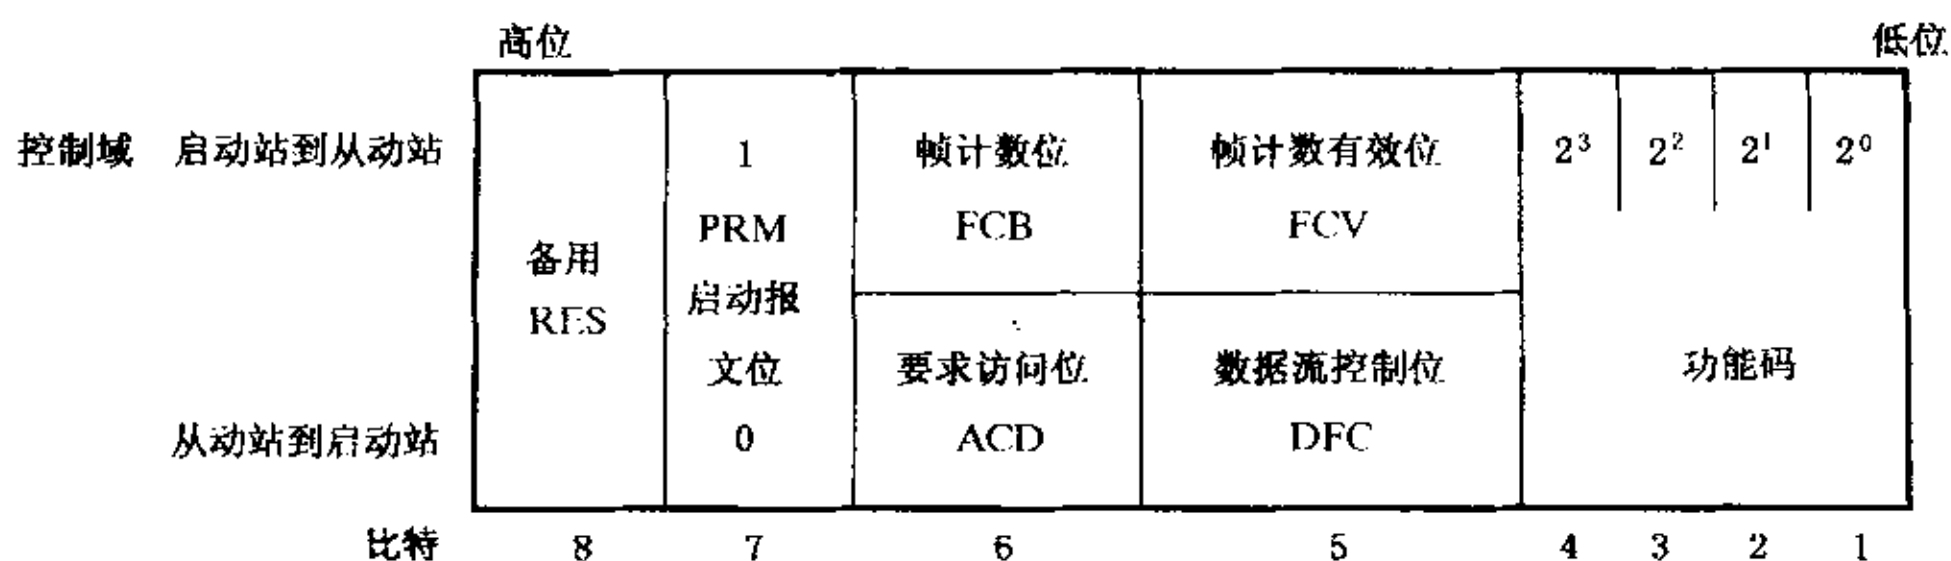 高位 低位
控制域 启动站到从动站 1 帧计数位 帧计数有效位 2³ 2² 2¹ 2⁰
PRM FCB FCV
备用 启动报
RES
文位 要求访问位 数据流控制位 功能码
从动站到启动站 0 ACD DFC
比特 8 7 6 5 4 3 2 1